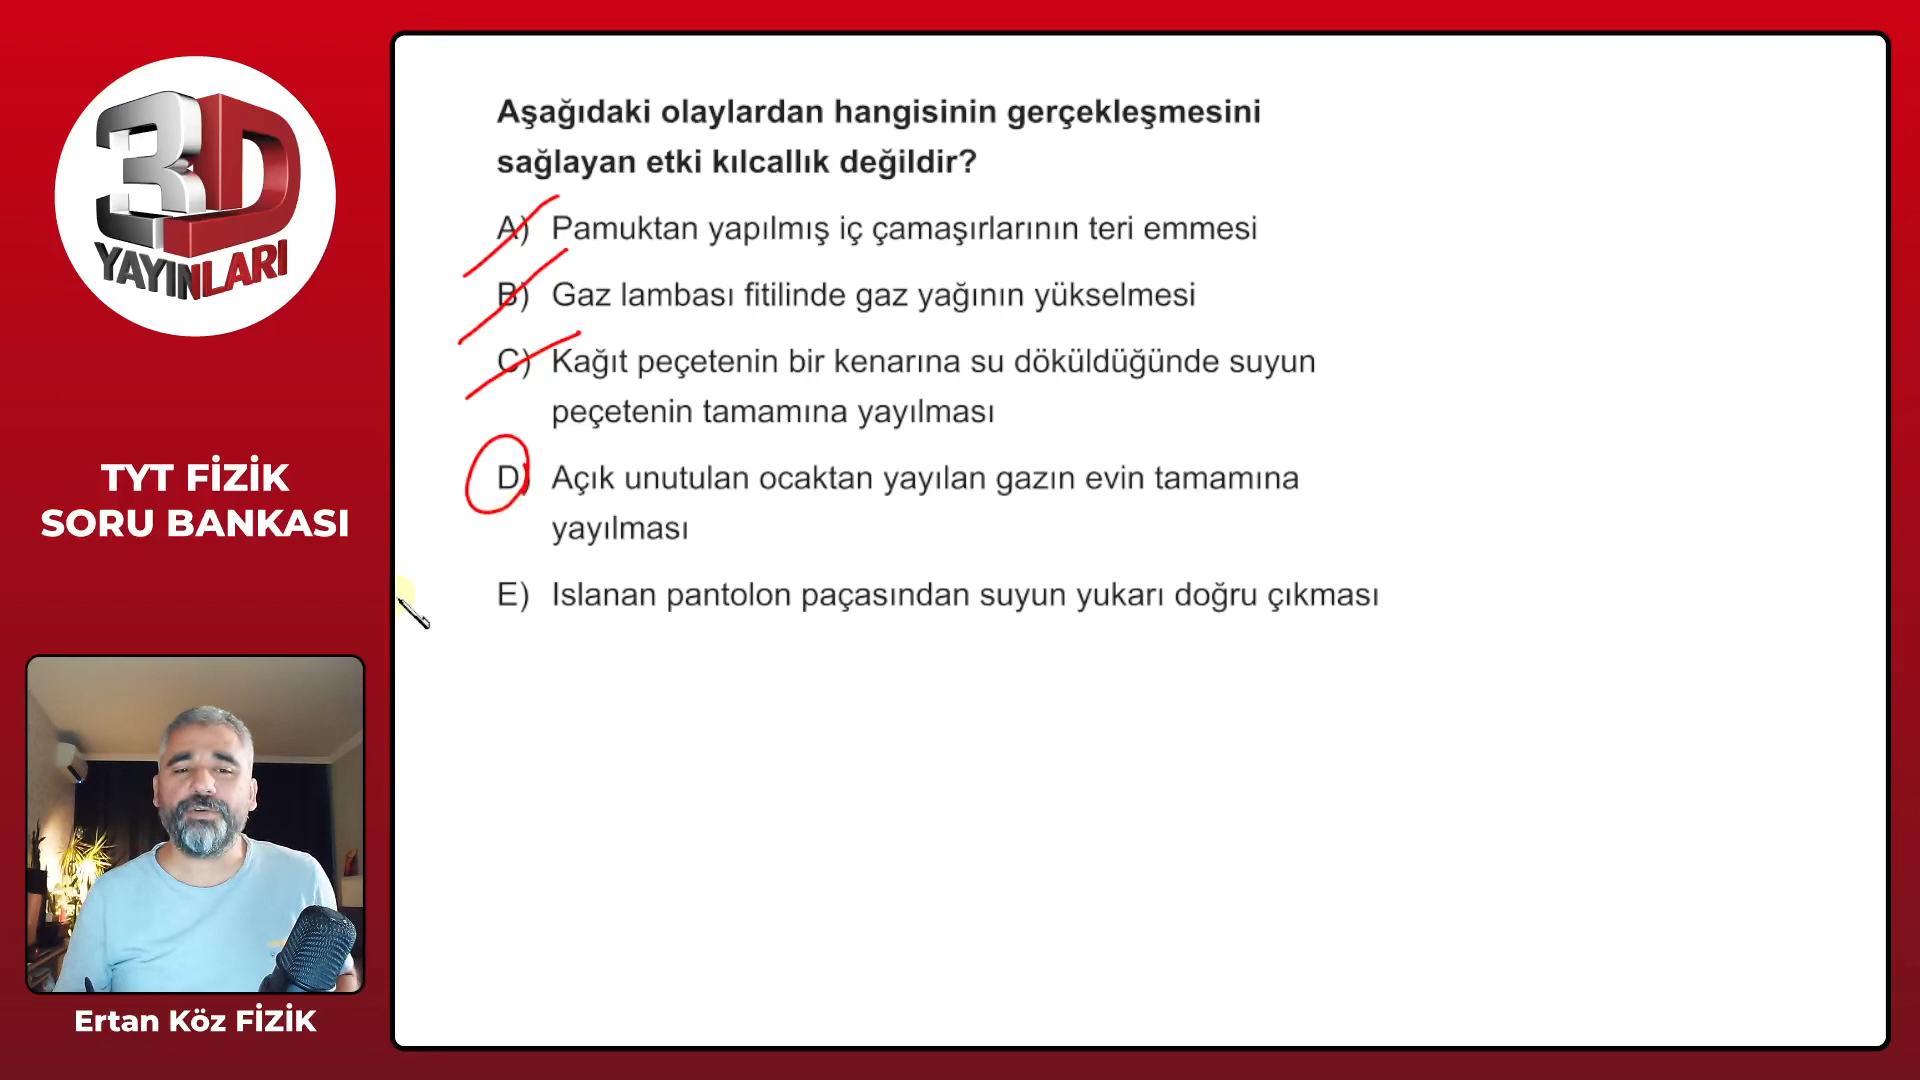 3D
YAYINLARI
TYT FİZİK
SORU BANKASI
Ertan Köz FİZİK
Aşağıdaki olaylardan hangisinin gerçekleşmesini
sağlayan etki kılcallık değildir?
A) Pamuktan yapılmış iç çamaşırlarının teri emmesi
B) Gaz lambası fitilinde gaz yağının yükselmesi
C) Kağıt peçetenin bir kenarına su döküldüğünde suyun
peçetenin tamamına yayılması
D) Açık unutulan ocaktan yayılan gazın evin tamamına
yayılması
E) Islanan pantolon paçasından suyun yukarı doğru çıkması